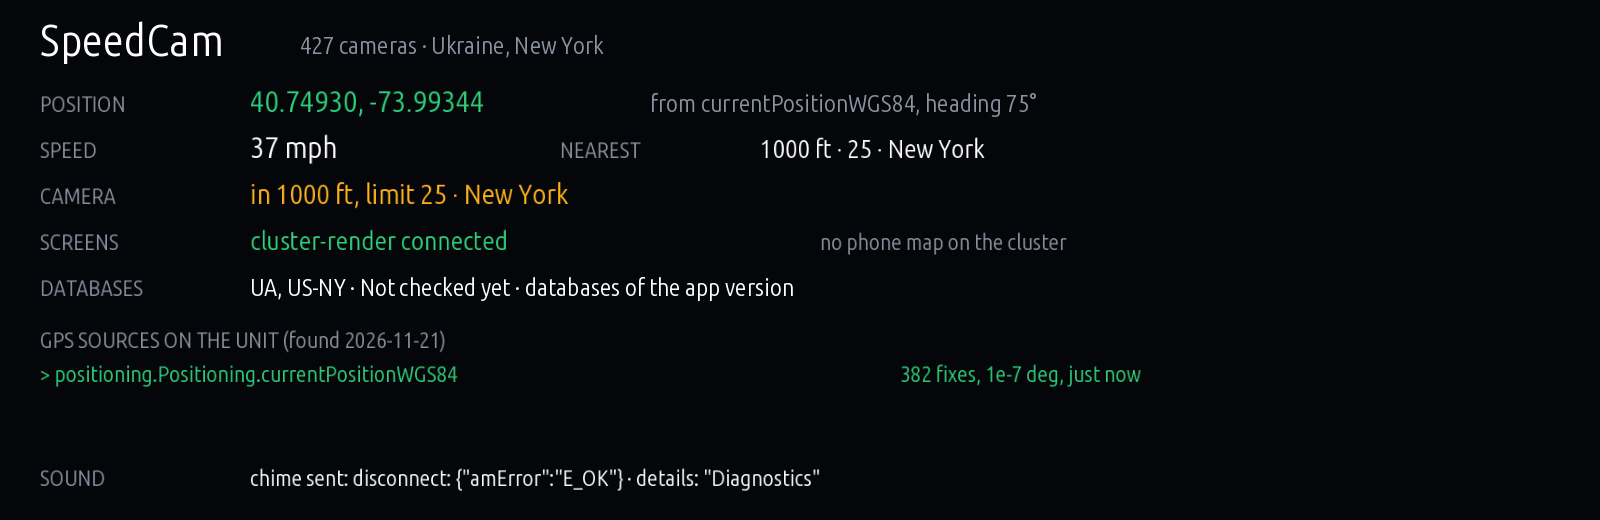 SpeedCam 427 cameras · Ukraine, New York
POSITION 40.74930, -73.99344 from currentPositionWGS84, heading 75°
SPEED 37 mph NEAREST 1000 ft · 25 · New York
CAMERA in 1000 ft, limit 25 · New York
SCREENS cluster-render connected no phone map on the cluster
DATABASES UA, US-NY · Not checked yet · databases of the app version
GPS SOURCES ON THE UNIT (found 2026-11-21)
> positioning.Positioning.currentPositionWGS84 382 fixes, 1e-7 deg, just now
SOUND chime sent: disconnect: {"amError":"E_OK"} · details: "Diagnostics"